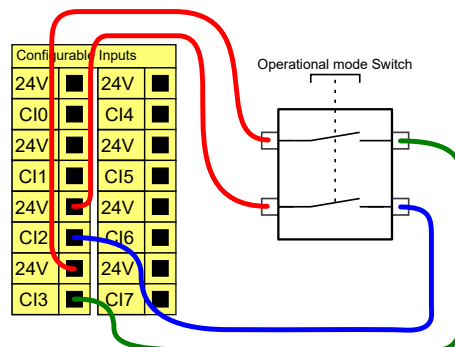 Configurable Inputs
Operational mode Switch
24V 24V
CI0 CI4
24V 24V
CI1 CI5
24V 24V
CI2 CI6
24V 24V
CI3 CI7